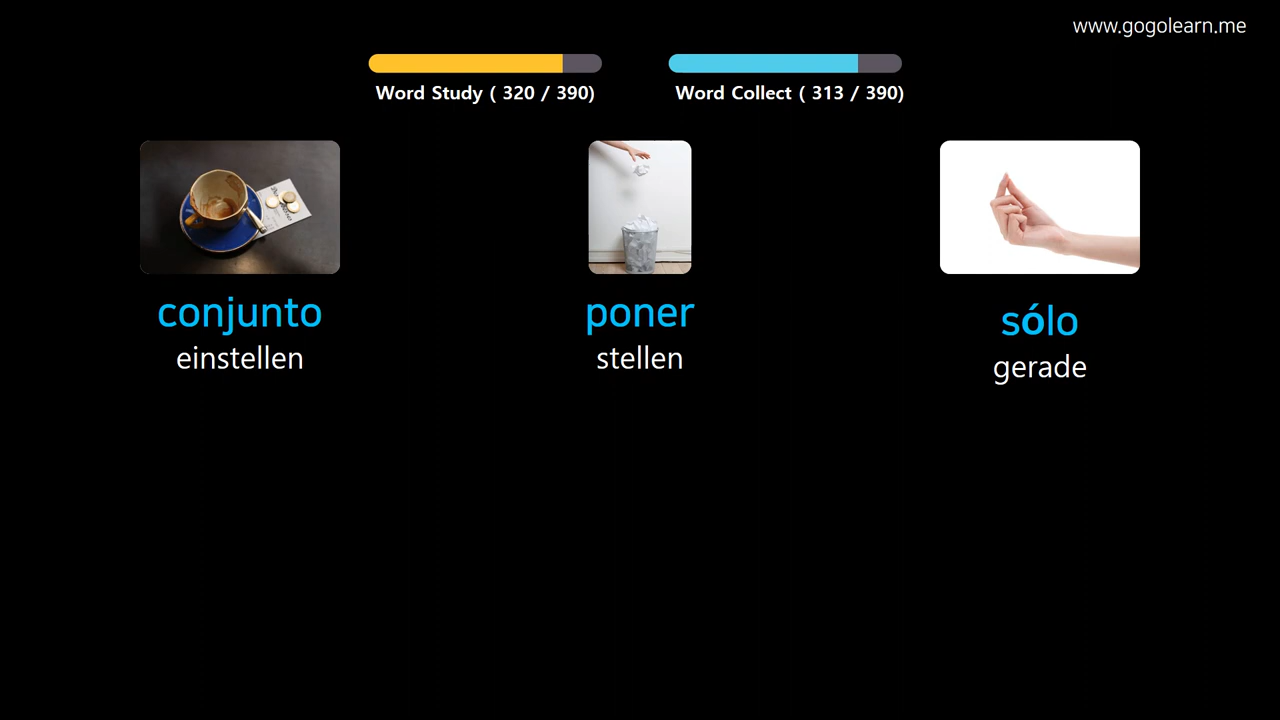 www.gogolearn.me
Word Study ( 320 / 390)
Word Collect ( 313 / 390)
conjunto
einstellen
poner
stellen
sólo
gerade